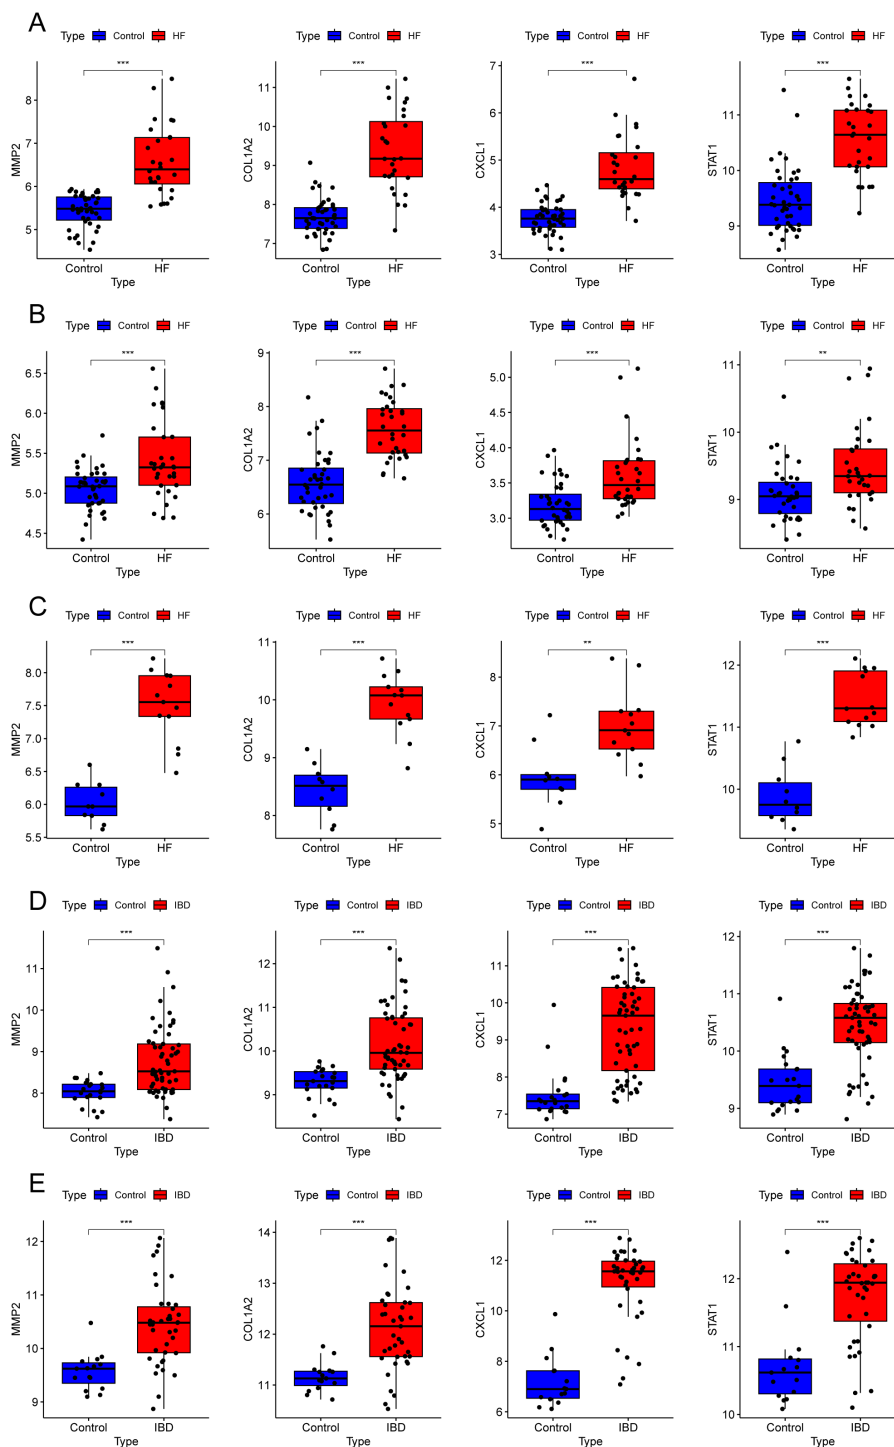 A
Type Control HF
Type Control HF
Type Control HF
Type Control HF
***
***
***
***
MMP2
8
7
6
5
Control HF
Type
COL1A2
11
10
9
8
7
Control HF
Type
CXCL1
7
6
5
4
3
Control HF
Type
STAT1
11
10
9
Control HF
Type
B
Type Control HF
Type Control HF
Type Control HF
Type Control HF
***
***
***
**
MMP2
6.5
6.0
5.5
5.0
4.5
Control HF
Type
COL1A2
9
8
7
6
Control HF
Type
CXCL1
5.0
4.5
4.0
3.5
3.0
Control HF
Type
STAT1
11
10
9
Control HF
Type
C
Type Control HF
Type Control HF
Type Control HF
Type Control HF
***
***
**
***
MMP2
8.0
7.5
7.0
6.5
6.0
5.5
Control HF
Type
COL1A2
11
10
9
8
Control HF
Type
CXCL1
8
7
6
5
Control HF
Type
STAT1
12
11
10
Control HF
Type
D
Type Control IBD
Type Control IBD
Type Control IBD
Type Control IBD
***
***
***
***
MMP2
11
10
9
8
Control IBD
Type
COL1A2
12
11
10
9
Control IBD
Type
CXCL1
11
10
9
8
7
Control IBD
Type
STAT1
12
11
10
9
Control IBD
Type
E
Type Control IBD
Type Control IBD
Type Control IBD
Type Control IBD
***
***
***
***
MMP2
12
11
10
9
Control IBD
Type
COL1A2
14
13
12
11
Control IBD
Type
CXCL1
12
10
8
6
Control IBD
Type
STAT1
12
11
10
Control IBD
Type